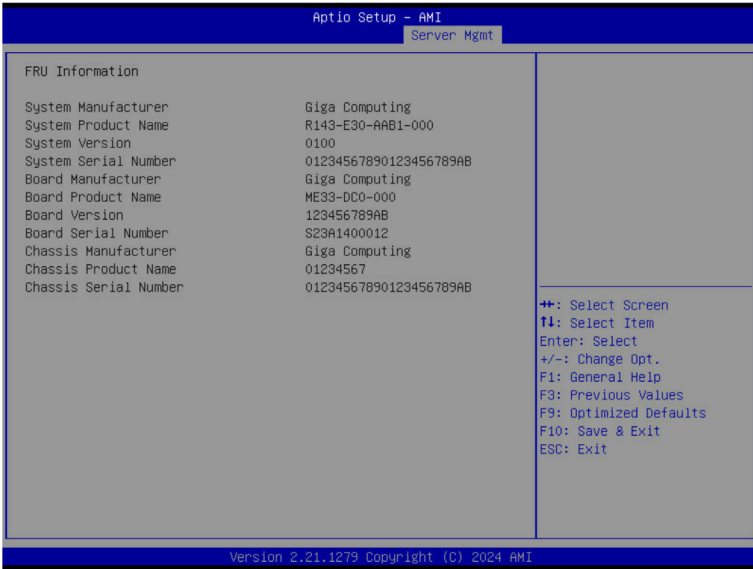 Aptio Setup – AMI
Server Mgmt
FRU Information
System Manufacturer Giga Computing
System Product Name R143-E30-AAB1-000
System Version 0100
System Serial Number 01234567890123456789AB
Board Manufacturer Giga Computing
Board Product Name ME33-DC0-000
Board Version 123456789AB
Board Serial Number S23A1400012
Chassis Manufacturer Giga Computing
Chassis Product Name 01234567
Chassis Serial Number 01234567890123456789AB
→←: Select Screen
↑↓: Select Item
Enter: Select
+/-: Change Opt.
F1: General Help
F3: Previous Values
F9: Optimized Defaults
F10: Save & Exit
ESC: Exit
Version 2.21.1279 Copyright (C) 2024 AMI